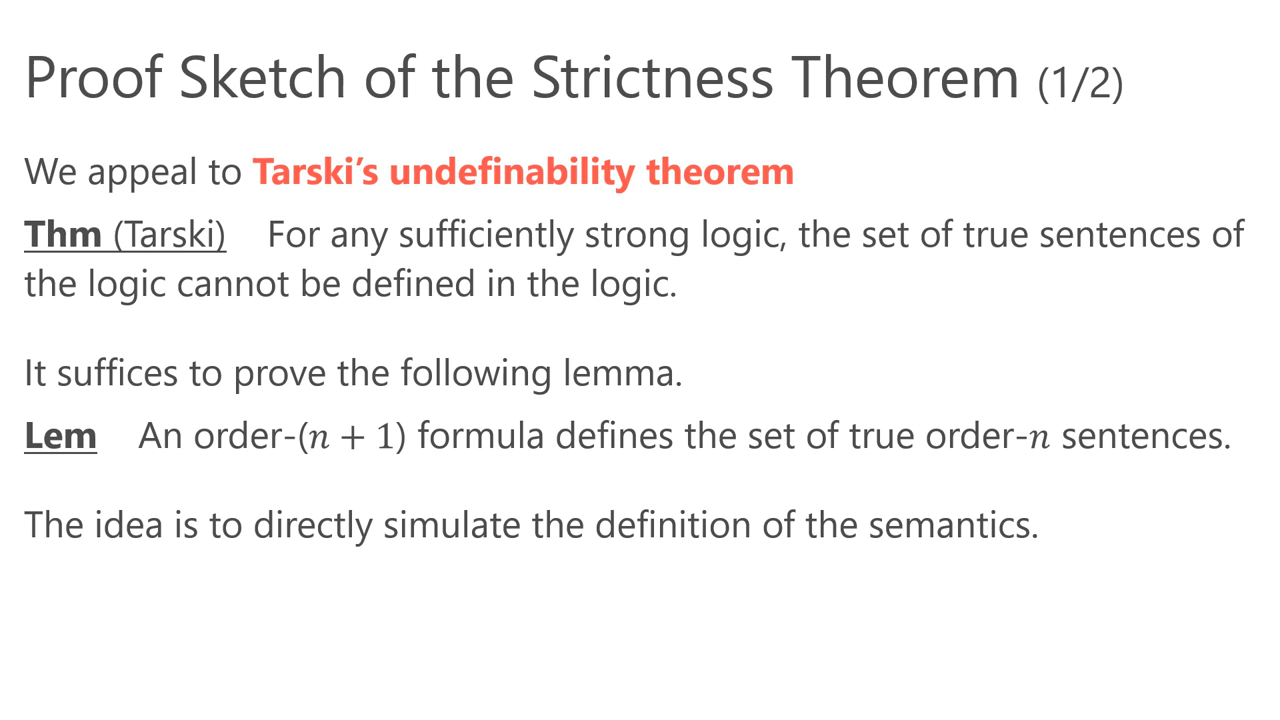 Proof Sketch of the Strictness Theorem (1/2)
We appeal to Tarski’s undefinability theorem
Thm (Tarski) For any sufficiently strong logic, the set of true sentences of
the logic cannot be defined in the logic.
It suffices to prove the following lemma.
Lem An order-(𝑛 + 1) formula defines the set of true order-𝑛 sentences.
The idea is to directly simulate the definition of the semantics.